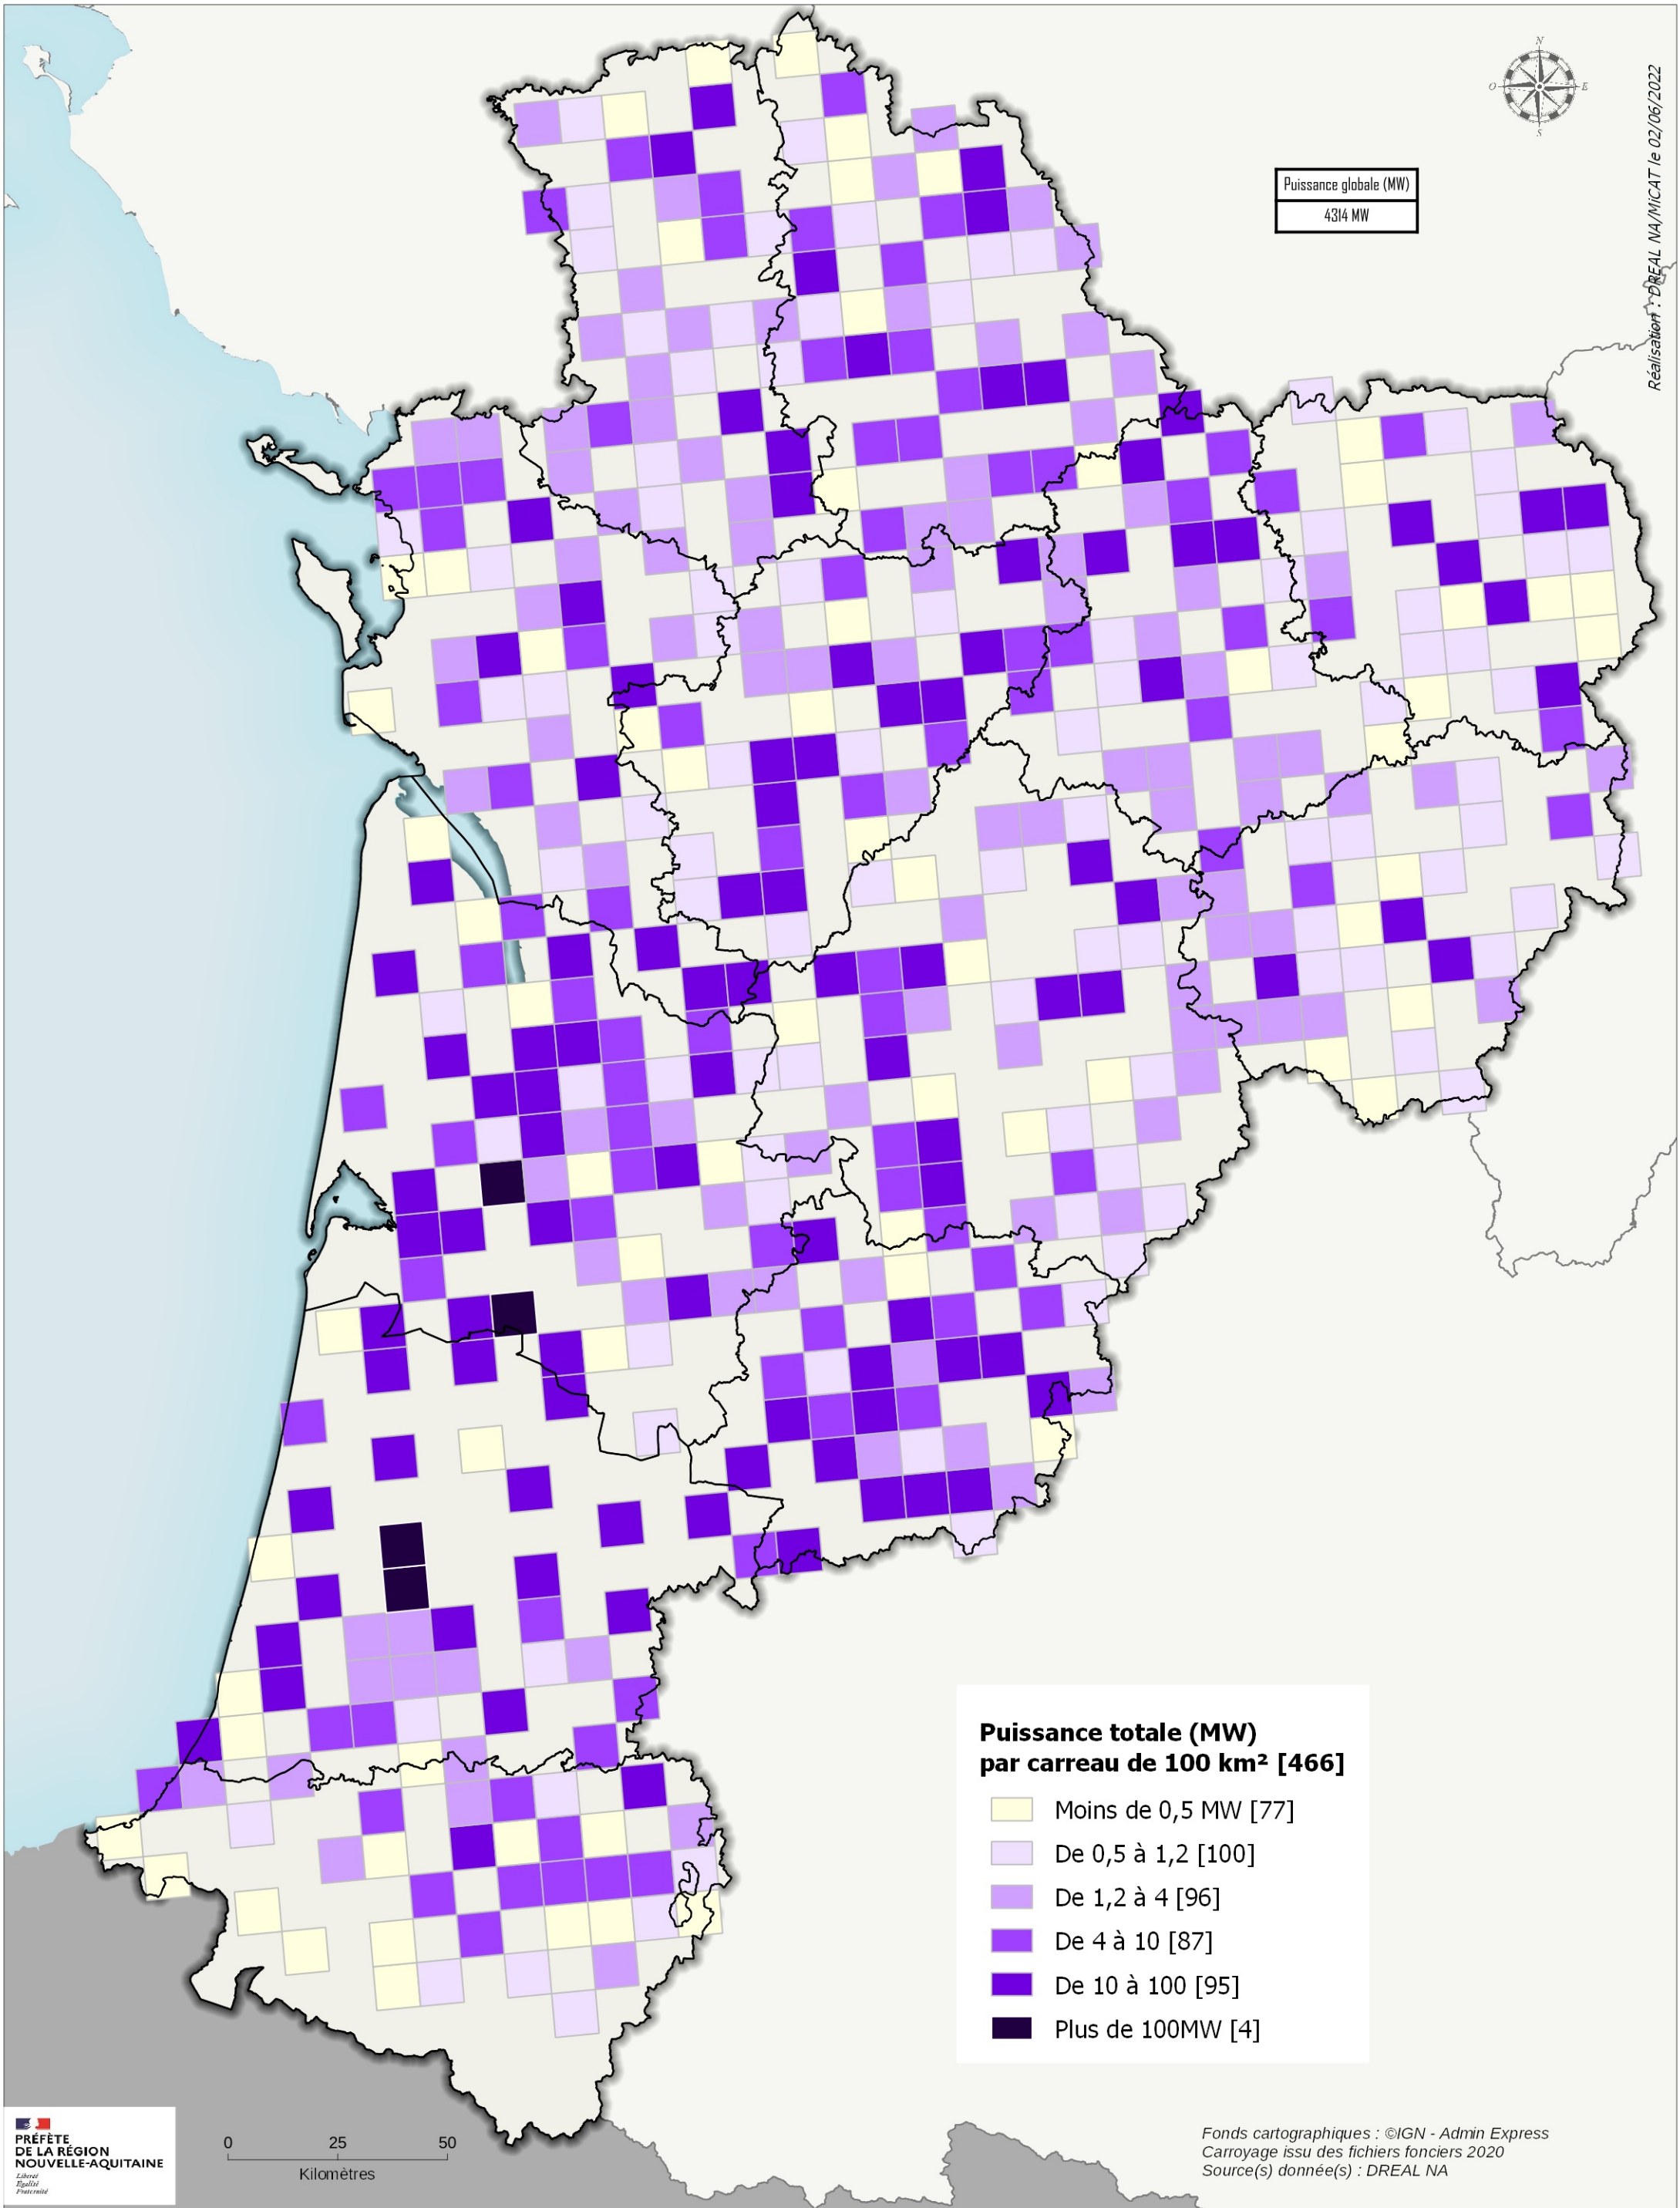 N
O
E
S
Réalisation : DREAL NA/MiCAT le 02/06/2022
Puissance globale (MW)
4314 MW
Puissance totale (MW)
par carreau de 100 km² [466]
Moins de 0,5 MW [77]
De 0,5 à 1,2 [100]
De 1,2 à 4 [96]
De 4 à 10 [87]
De 10 à 100 [95]
Plus de 100MW [4]
PRÉFÈTE
DE LA RÉGION
NOUVELLE-AQUITAINE
Liberté
Égalité
Fraternité
0 25 50
Kilomètres
Fonds cartographiques : ©IGN - Admin Express
Carroyage issu des fichiers fonciers 2020
Source(s) donnée(s) : DREAL NA